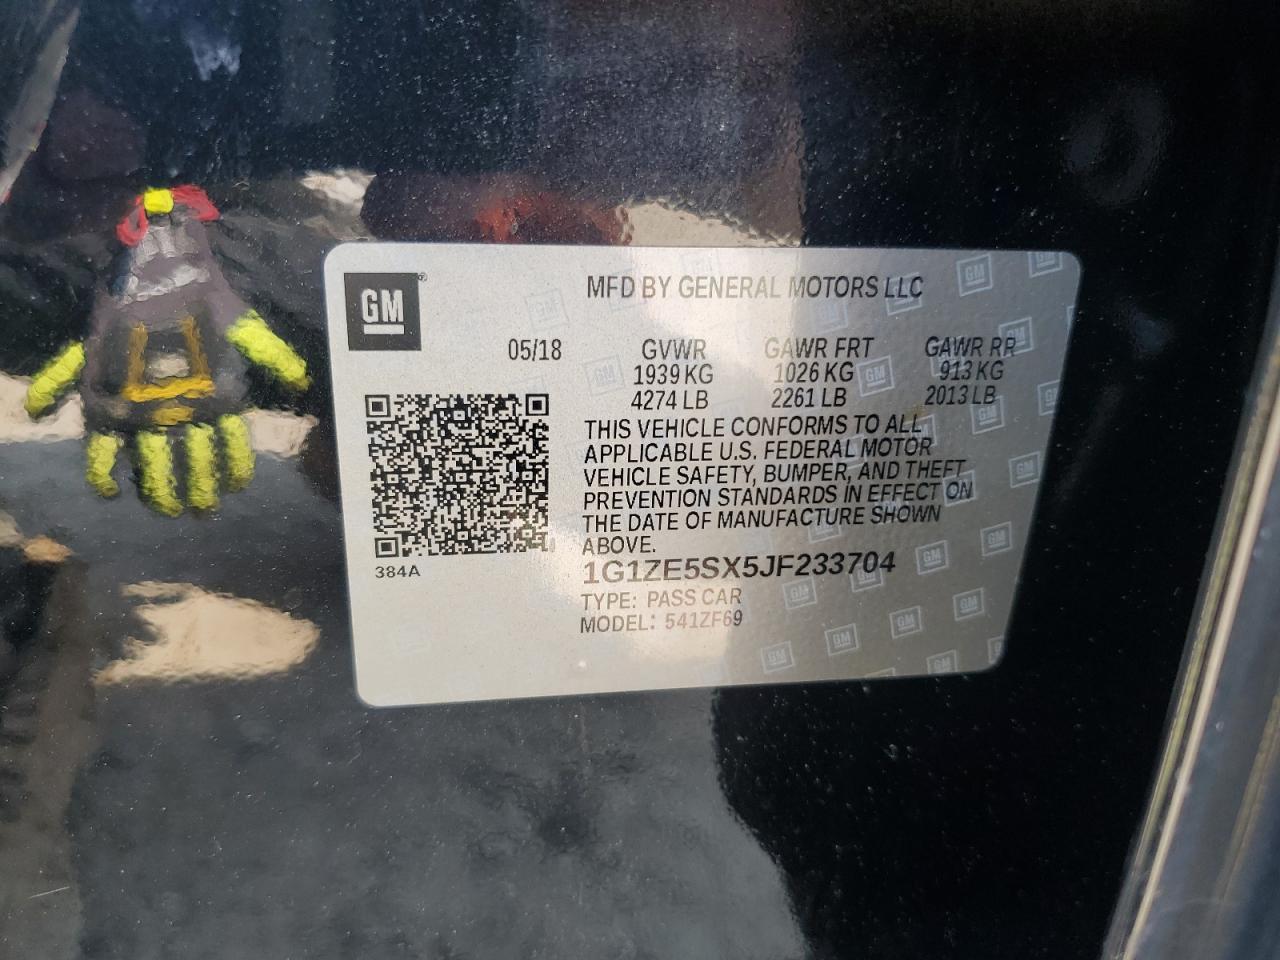 GM
MFD BY GENERAL MOTORS LLC
05/18 GVWR GAWR FRT GAWR RR
1939 KG 1026 KG 913 KG
4274 LB 2261 LB 2013 LB
THIS VEHICLE CONFORMS TO ALL
APPLICABLE U.S. FEDERAL MOTOR
VEHICLE SAFETY, BUMPER, AND THEFT
PREVENTION STANDARDS IN EFFECT ON
THE DATE OF MANUFACTURE SHOWN
ABOVE.
384A
1G1ZE5SX5JF233704
TYPE: PASS CAR
MODEL: 541ZF69